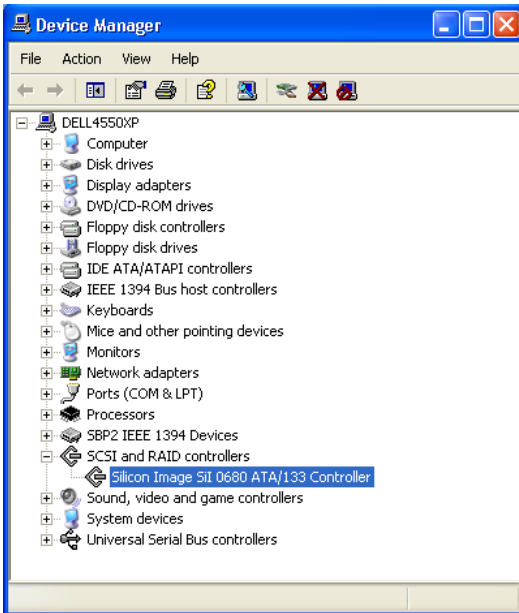 Device Manager
File Action View Help
DELL4550XP
Computer
Disk drives
Display adapters
DVD/CD-ROM drives
Floppy disk controllers
Floppy disk drives
IDE ATA/ATAPI controllers
IEEE 1394 Bus host controllers
Keyboards
Mice and other pointing devices
Monitors
Network adapters
Ports (COM & LPT)
Processors
SBP2 IEEE 1394 Devices
SCSI and RAID controllers
Silicon Image SiI 0680 ATA/133 Controller
Sound, video and game controllers
System devices
Universal Serial Bus controllers